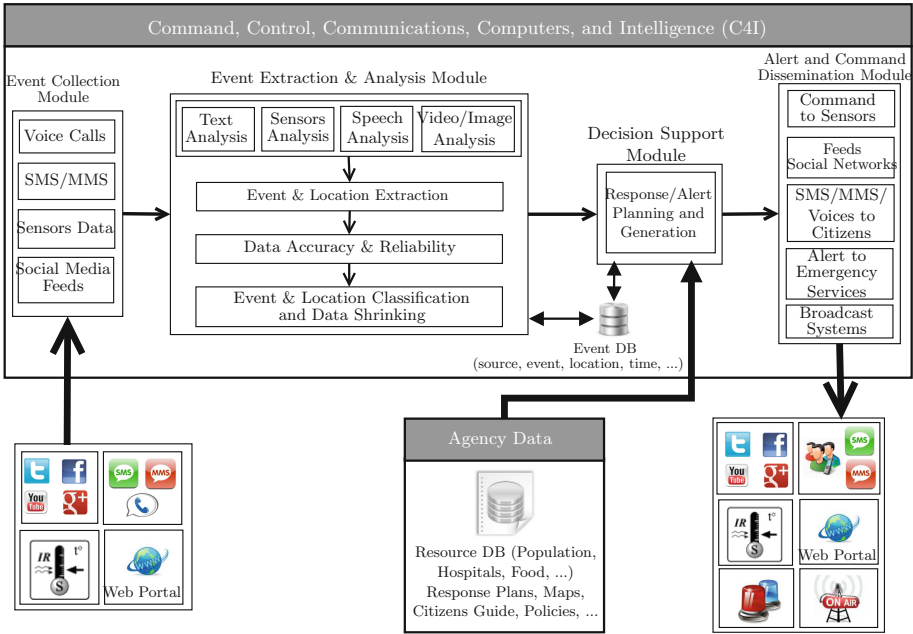 Command, Control, Communications, Computers, and Intelligence (C4I)
Event Collection
Module
Voice Calls
SMS/MMS
Sensors Data
Social Media
Feeds
Event Extraction & Analysis Module
Text
Analysis
Sensors
Analysis
Speech
Analysis
Video/Image
Analysis
Event & Location Extraction
Data Accuracy & Reliability
Event & Location Classification
and Data Shrinking
Decision Support
Module
Response/Alert
Planning and
Generation
Event DB
(source, event, location, time, ...)
Alert and Command
Dissemination Module
Command
to Sensors
Feeds
Social Networks
SMS/MMS/
Voices to
Citizens
Alert to
Emergency
Services
Broadcast
Systems
You
Tube
SMS
MMS
IR
t°
S
WWW
Web Portal
Agency Data
Resource DB (Population,
Hospitals, Food, ...)
Response Plans, Maps,
Citizens Guide, Policies, ...
You
Tube
SMS
MMS
IR
t°
S
WWW
Web Portal
ON AIR